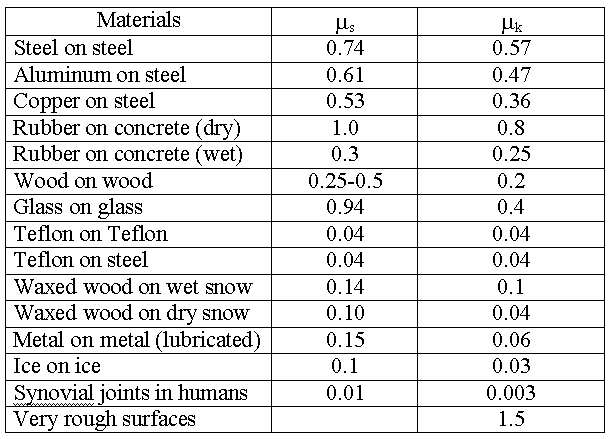 Materials μs μk
Steel on steel 0.74 0.57
Aluminum on steel 0.61 0.47
Copper on steel 0.53 0.36
Rubber on concrete (dry) 1.0 0.8
Rubber on concrete (wet) 0.3 0.25
Wood on wood 0.25-0.5 0.2
Glass on glass 0.94 0.4
Teflon on Teflon 0.04 0.04
Teflon on steel 0.04 0.04
Waxed wood on wet snow 0.14 0.1
Waxed wood on dry snow 0.10 0.04
Metal on metal (lubricated) 0.15 0.06
Ice on ice 0.1 0.03
Synovial joints in humans 0.01 0.003
Very rough surfaces 1.5